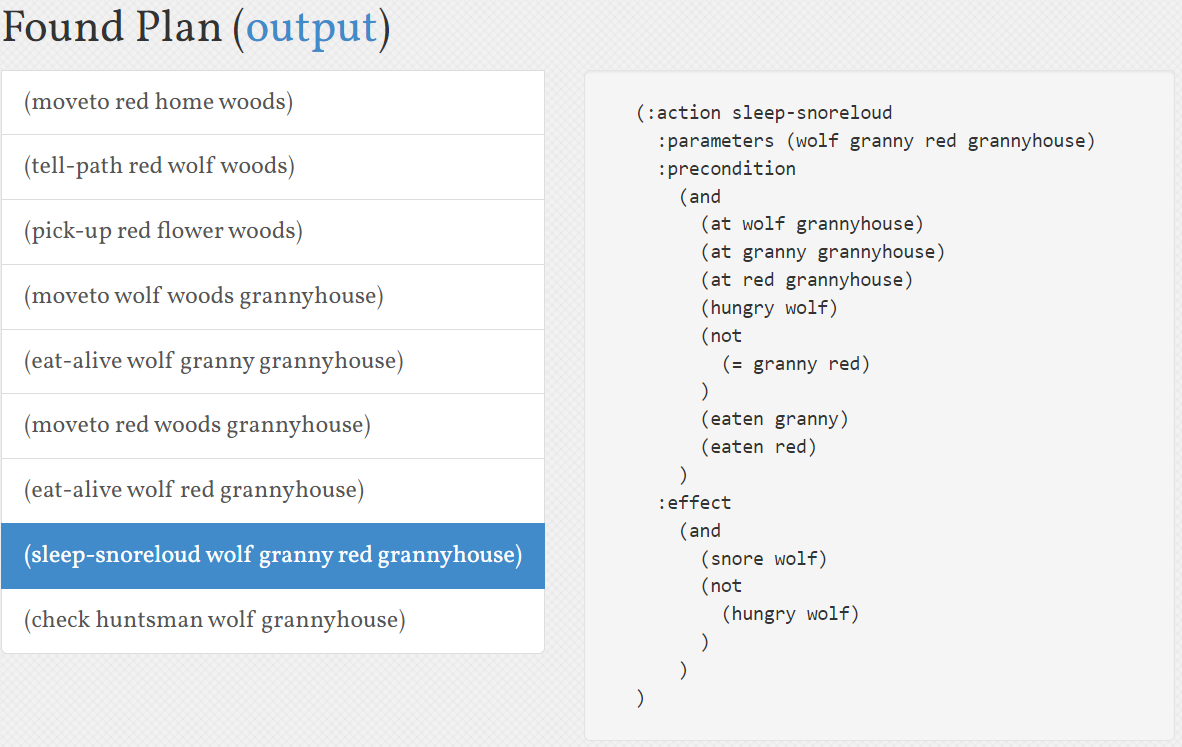 Found Plan (output)
(moveto red home woods)
(tell-path red wolf woods)
(pick-up red flower woods)
(moveto wolf woods grannyhouse)
(eat-alive wolf granny grannyhouse)
(moveto red woods grannyhouse)
(eat-alive wolf red grannyhouse)
(sleep-snoreloud wolf granny red grannyhouse)
(check huntsman wolf grannyhouse)
(:action sleep-snoreloud
  :parameters (wolf granny red grannyhouse)
  :precondition
    (and
      (at wolf grannyhouse)
      (at granny grannyhouse)
      (at red grannyhouse)
      (hungry wolf)
      (not
        (= granny red)
      )
      (eaten granny)
      (eaten red)
    )
  :effect
    (and
      (snore wolf)
      (not
        (hungry wolf)
      )
    )
)